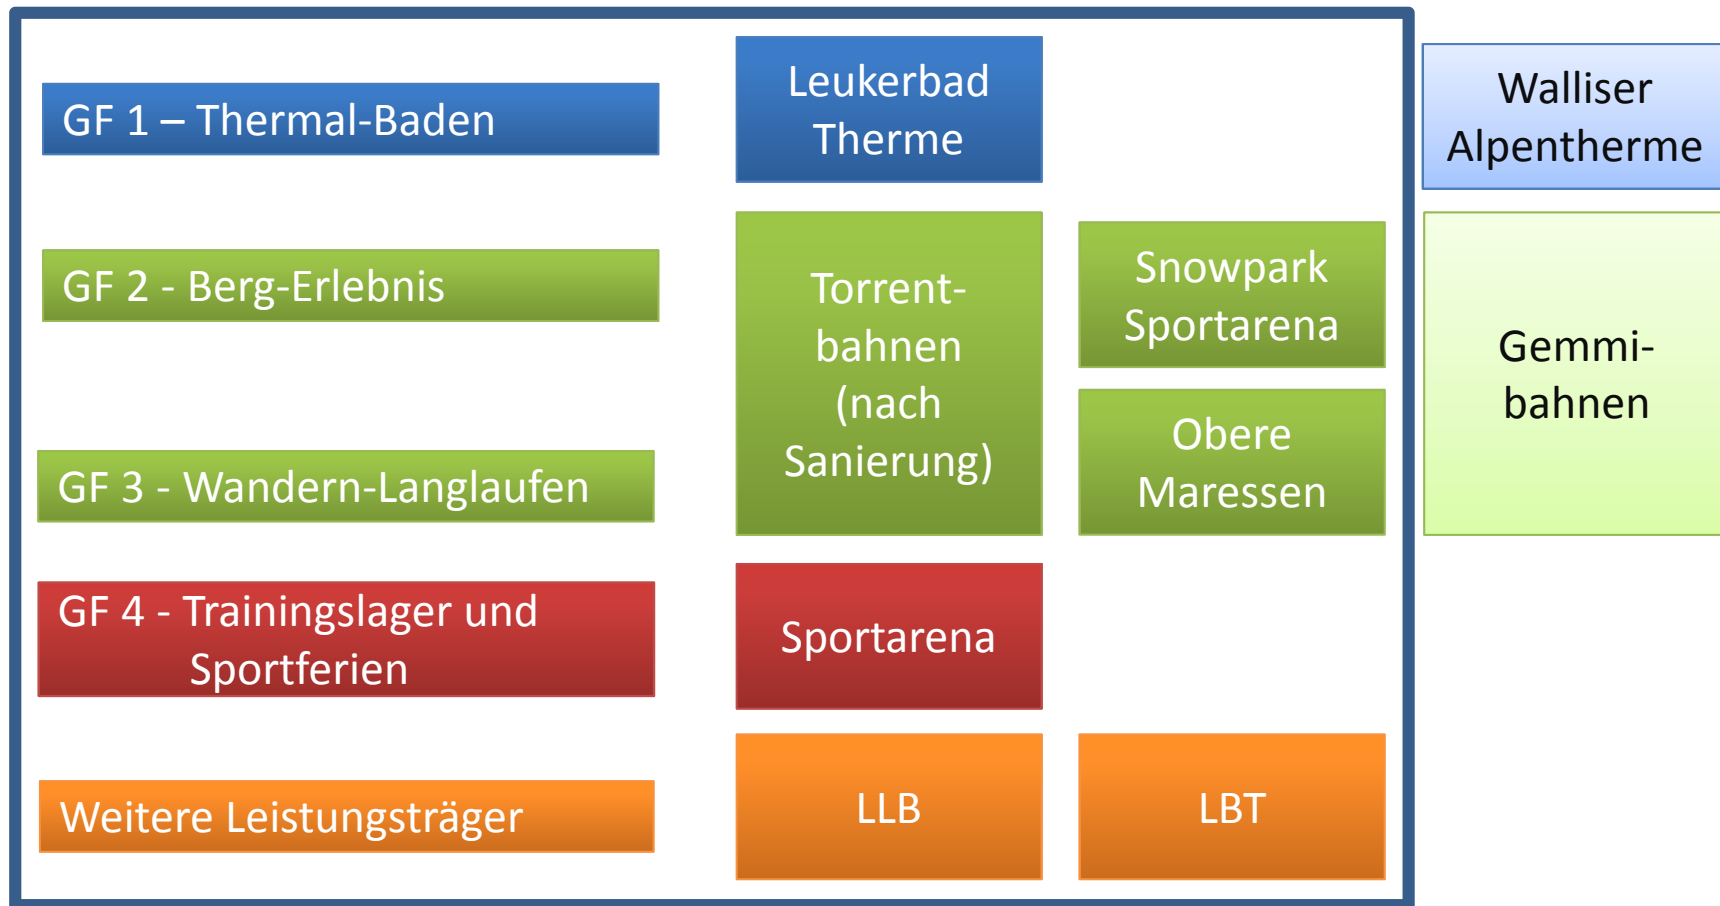 GF 1 – Thermal-Baden
Leukerbad
Therme
Walliser
Alpentherme
GF 2 - Berg-Erlebnis
Torrent-
bahnen
(nach
Sanierung)
Snowpark
Sportarena
Gemmi-
bahnen
GF 3 - Wandern-Langlaufen
Obere
Maressen
GF 4 - Trainingslager und
Sportferien
Sportarena
Weitere Leistungsträger
LLB
LBT